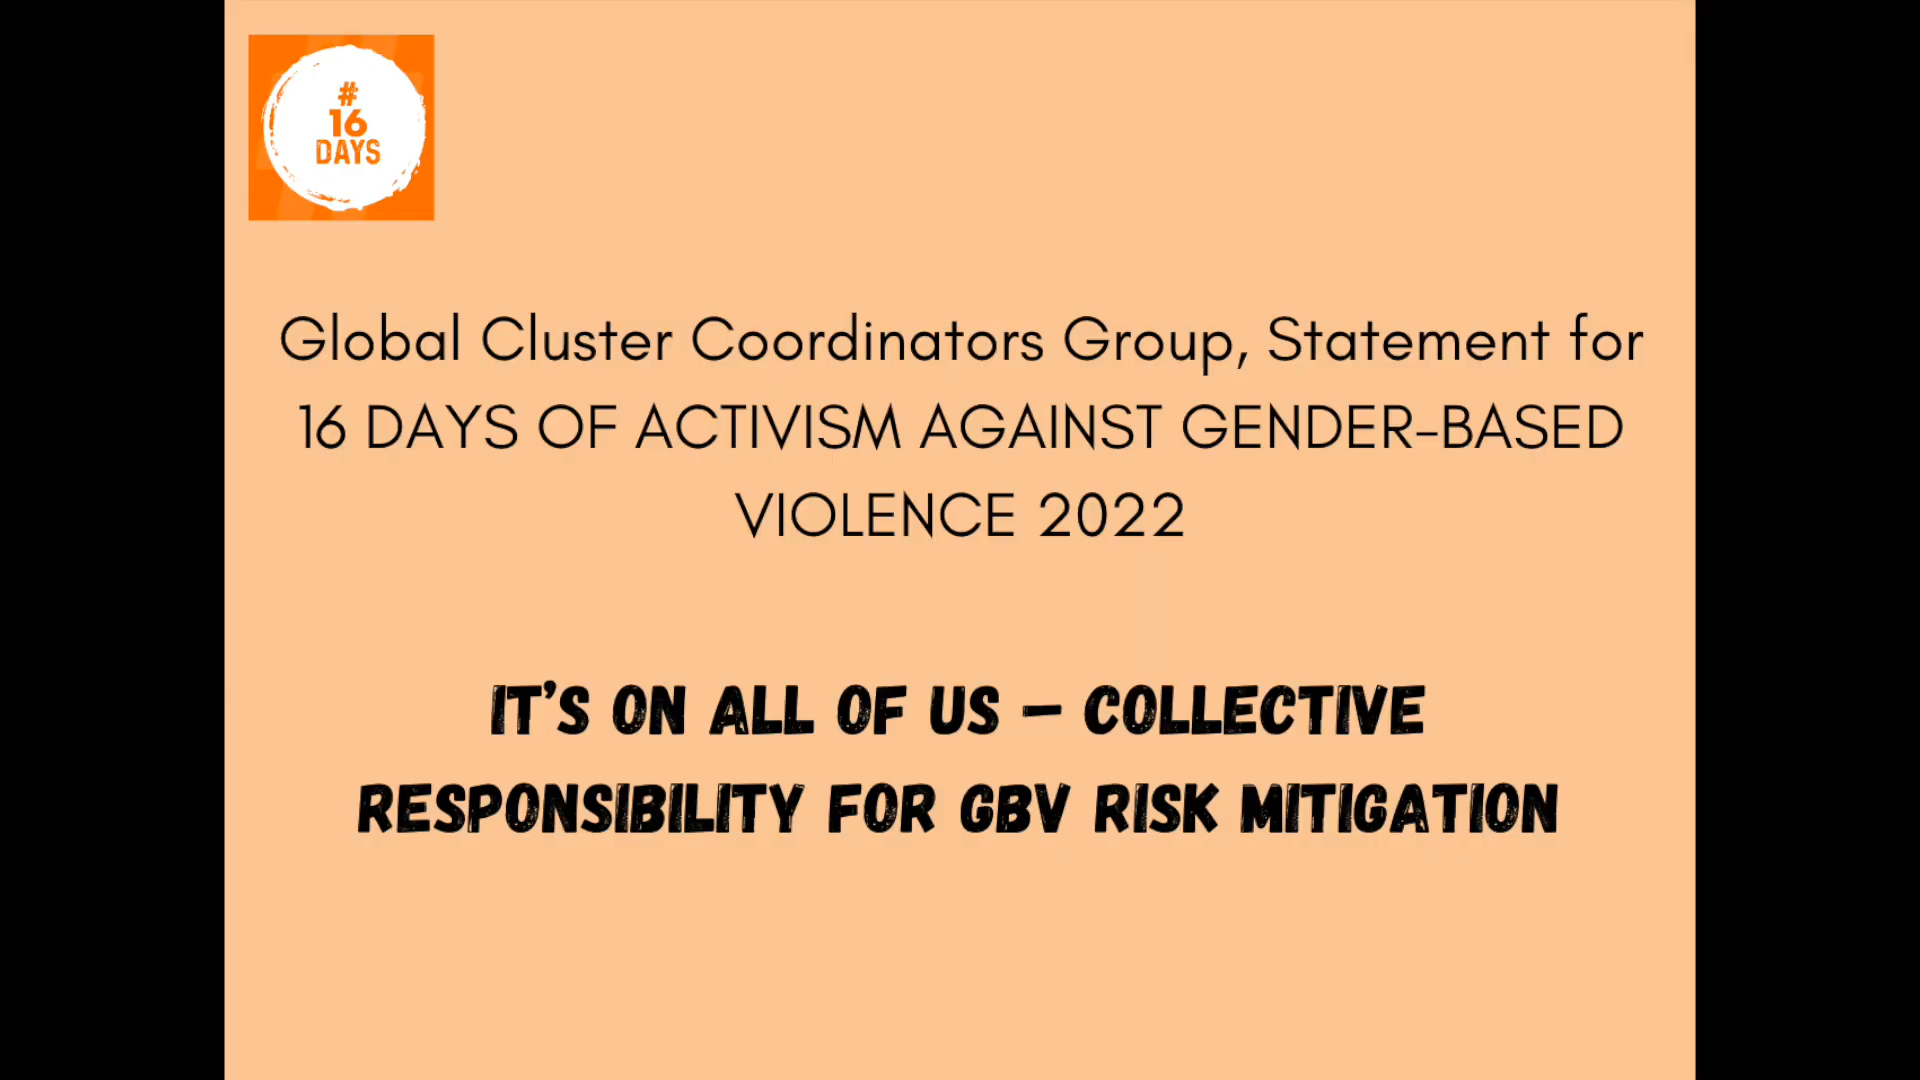 #
16
DAYS
Global Cluster Coordinators Group, Statement for
16 DAYS OF ACTIVISM AGAINST GENDER-BASED
VIOLENCE 2022
IT'S ON ALL OF US – COLLECTIVE
RESPONSIBILITY FOR GBV RISK MITIGATION